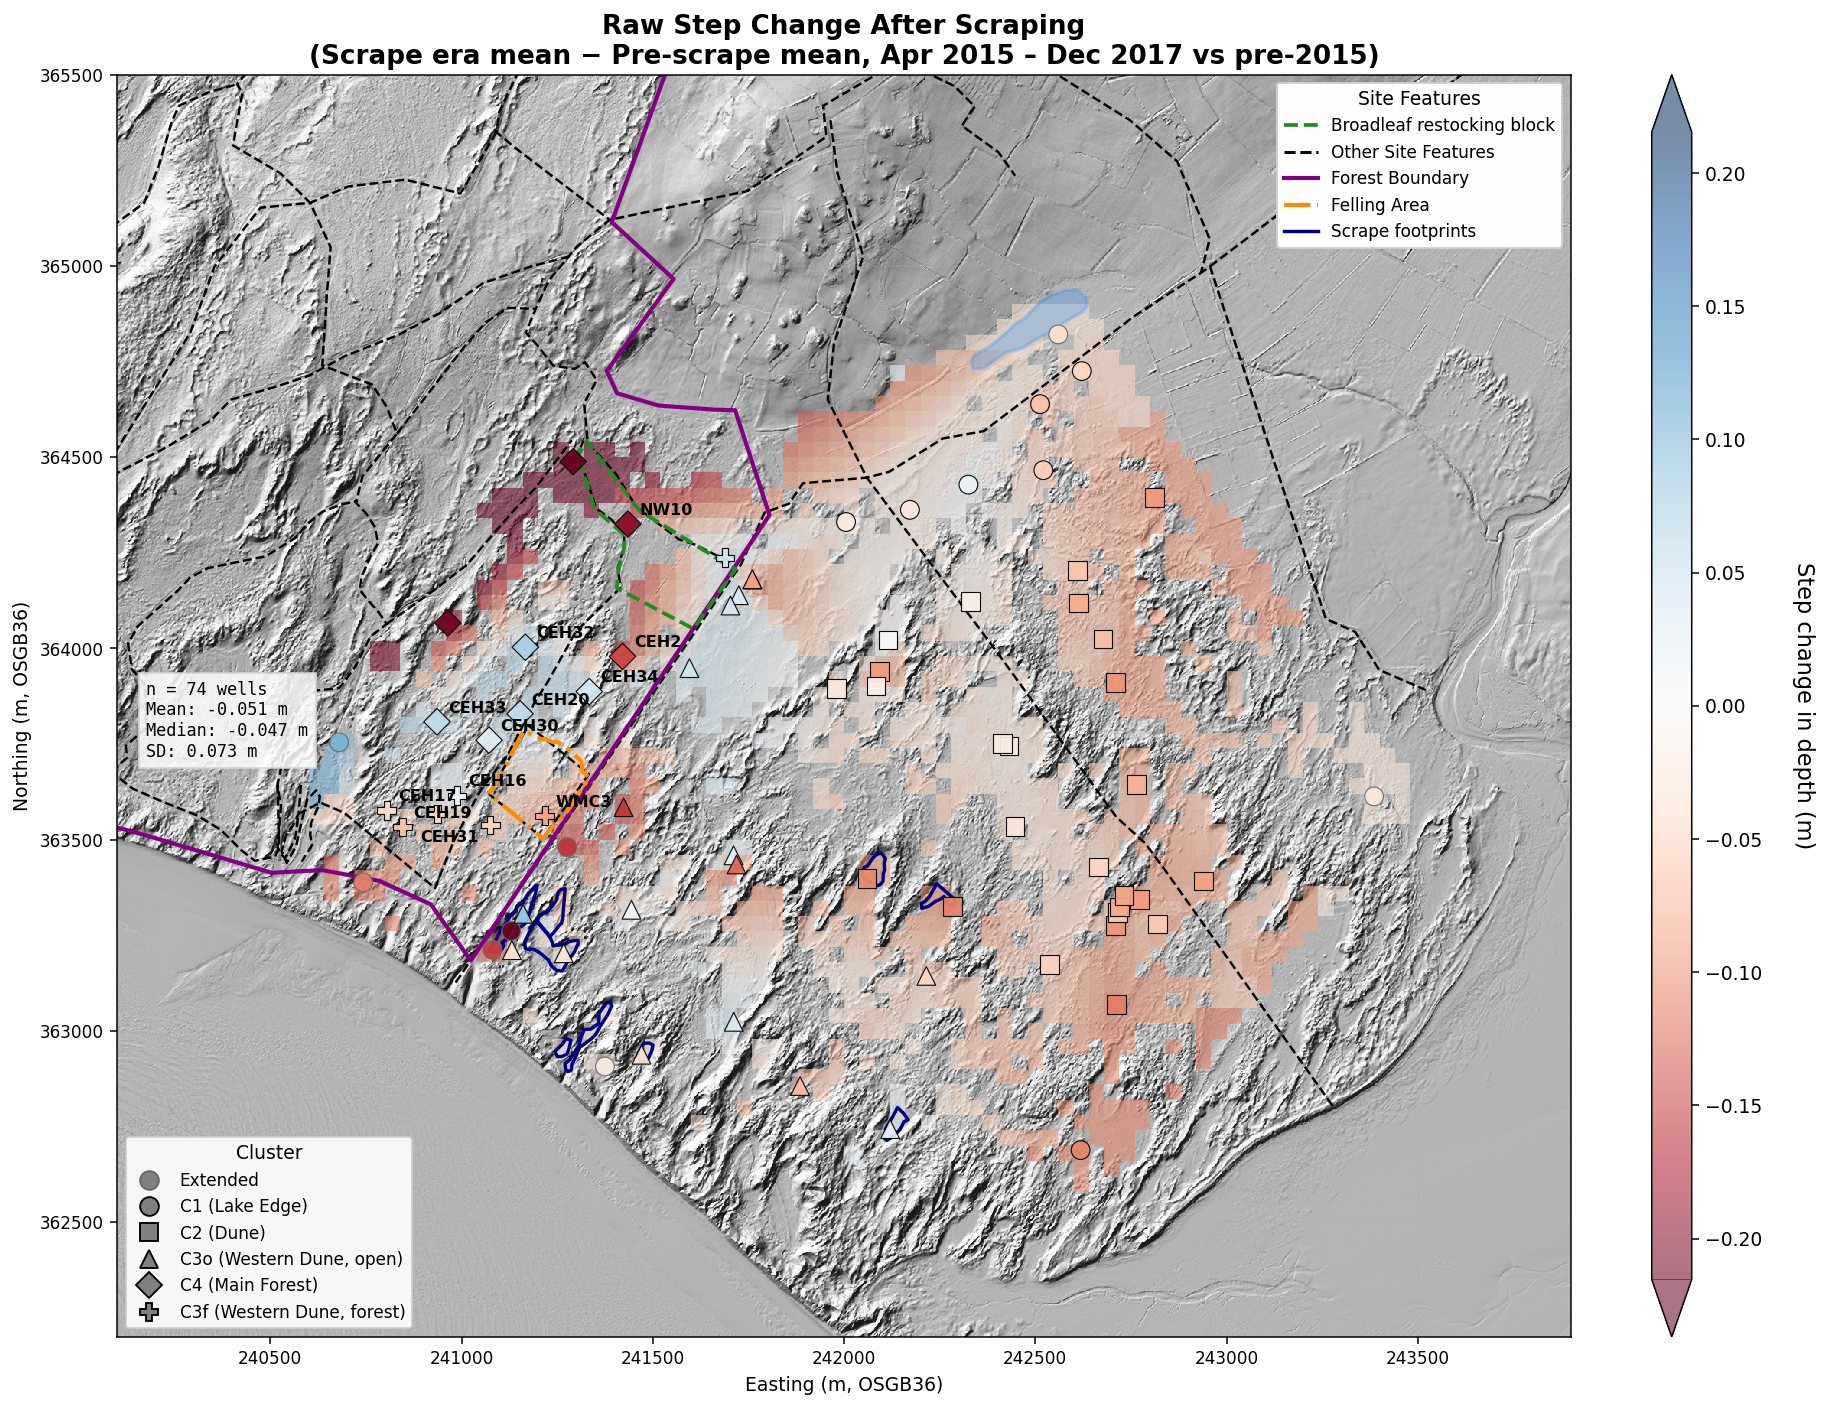 Raw Step Change After Scraping
(Scrape era mean − Pre-scrape mean, Apr 2015 – Dec 2017 vs pre-2015)
Site Features
Broadleaf restocking block
Other Site Features
Forest Boundary
Felling Area
Scrape footprints
365500
365000
364500
364000
363500
363000
362500
Northing (m, OSGB36)
NW10
CEH32
CEH2
CEH34
CEH20
CEH33
CEH30
CEH16
CEH17
WMC3
CEH19
CEH31
n = 74 wells
Mean: -0.051 m
Median: -0.047 m
SD: 0.073 m
Cluster
Extended
C1 (Lake Edge)
C2 (Dune)
C3o (Western Dune, open)
C4 (Main Forest)
C3f (Western Dune, forest)
240500
241000
241500
242000
242500
243000
243500
Easting (m, OSGB36)
0.20
0.15
0.10
0.05
0.00
−0.05
−0.10
−0.15
−0.20
Step change in depth (m)